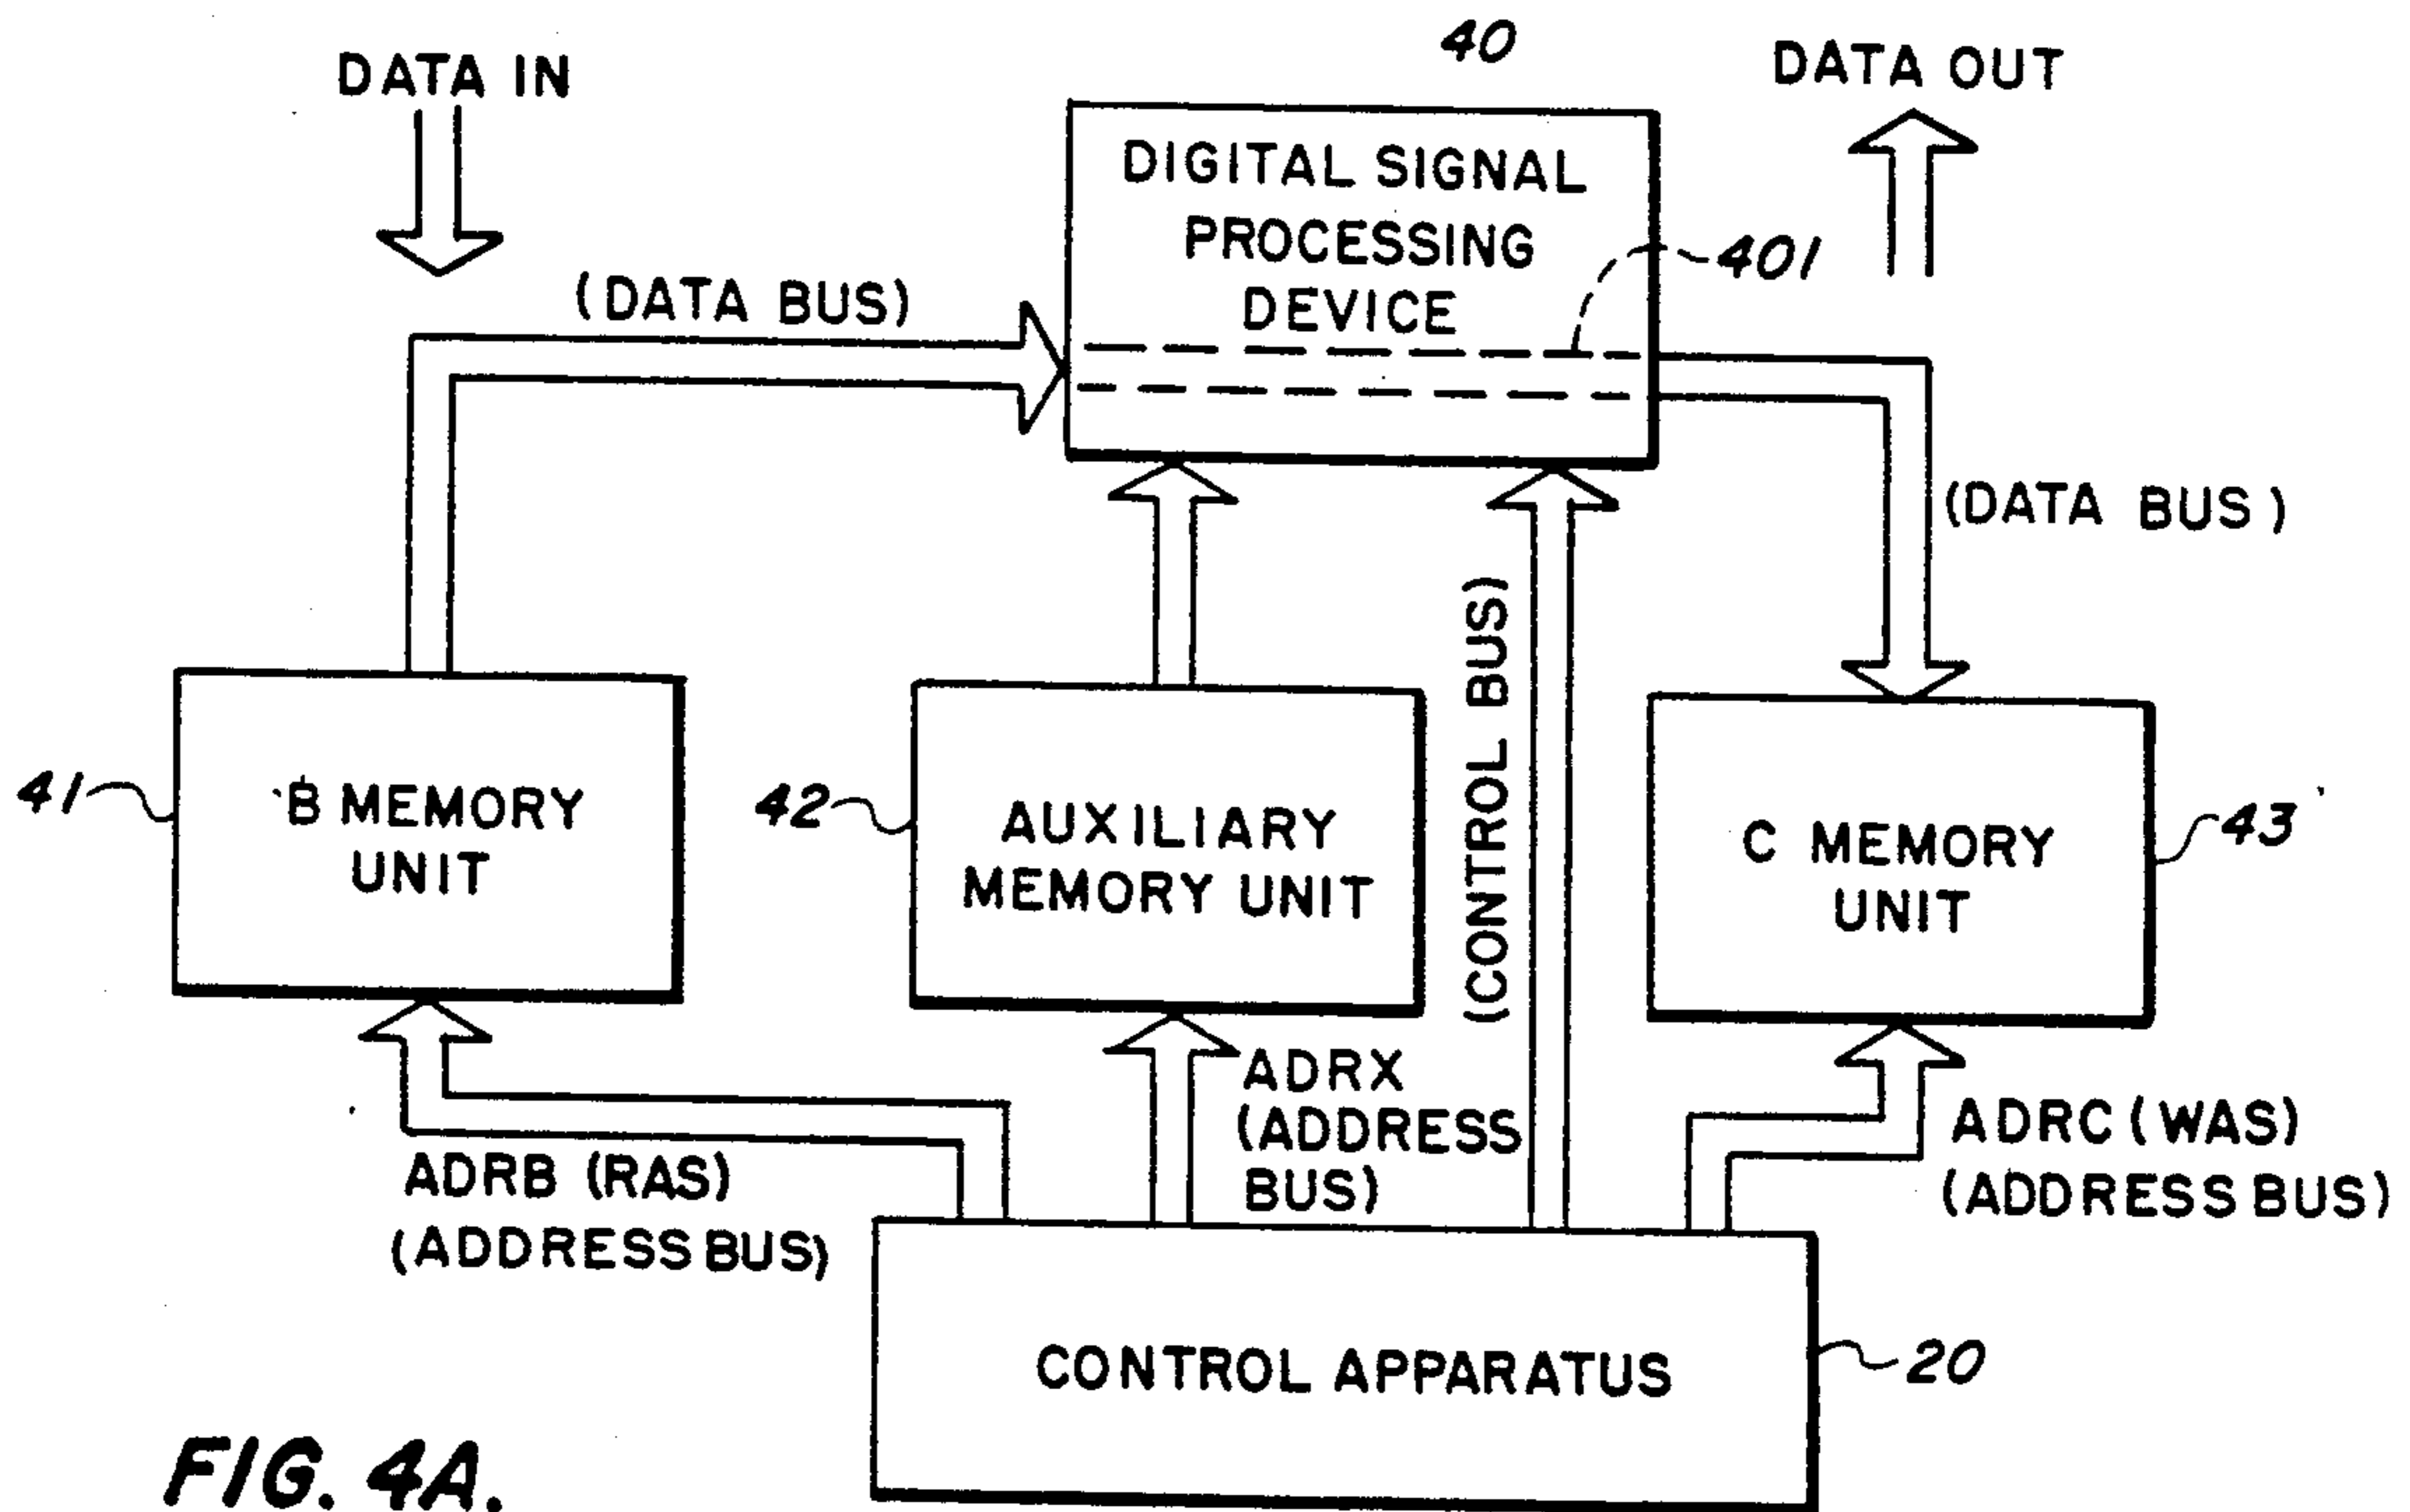 40
DATA IN
DATA OUT
DIGITAL SIGNAL
PROCESSING
DEVICE
401
(DATA BUS)
(DATA BUS)
(CONTROL BUS)
41
B MEMORY
UNIT
42
AUXILIARY
MEMORY UNIT
C MEMORY
UNIT
43
ADRB (RAS)
(ADDRESS BUS)
ADRX
(ADDRESS
BUS)
ADRC (WAS)
(ADDRESS BUS)
CONTROL APPARATUS
20
FIG. 4A.